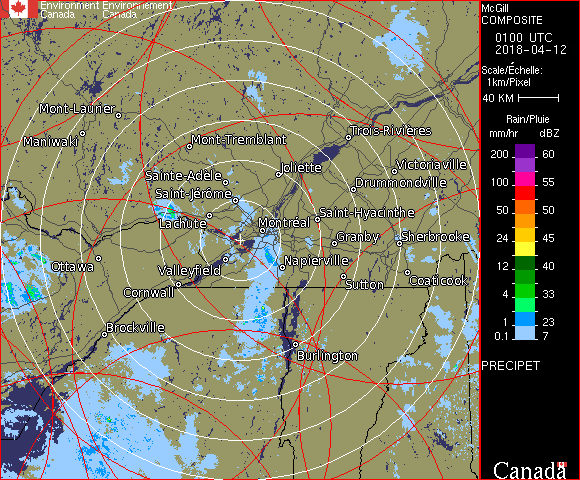 Environment Environnement
Canada Canada
McGill
COMPOSITE
0100 UTC
2018-04-12
Scale/Échelle:
1km/Pixel
40 KM
Rain/Pluie
mm/hr dBZ
200 60
100 55
50 50
24 45
12 40
4 33
1 23
0.1 7
PRECIPET
Canada
Mont-Laurier
Maniwaki
Mont-Tremblant
Trois-Rivières
Joliette
Victoriaville
Sainte-Adèle
Drummondville
Saint-Jérôme
Saint-Hyacinthe
Lachute
Montréal
Granby
Sherbrooke
Ottawa
Valleyfield
Napierville
Cornwall
Sutton
Coaticook
Brockville
Burlington